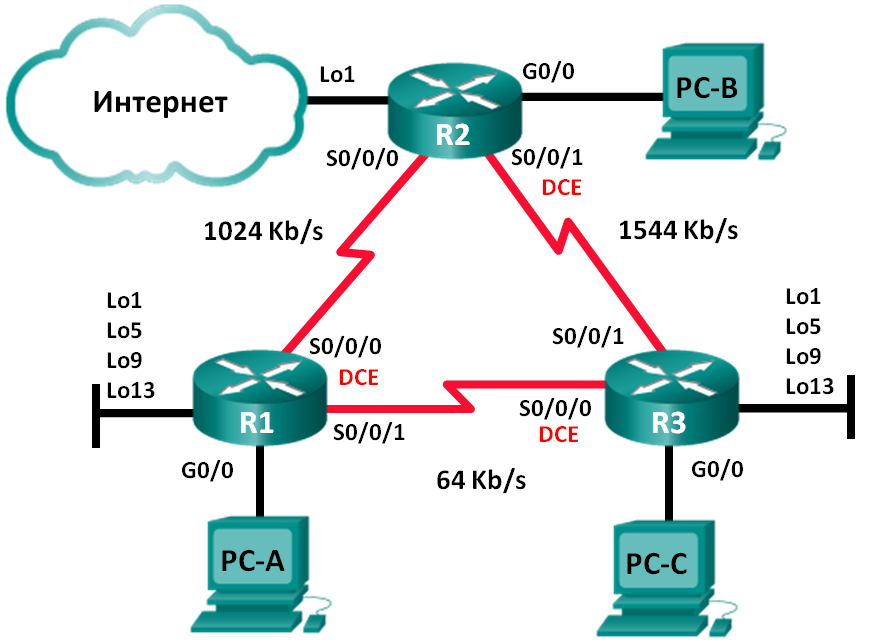 Lo1
G0/0
PC-B
Интернет
R2
S0/0/0
S0/0/1
DCE
1024 Kb/s
1544 Kb/s
Lo1
Lo5
Lo9
Lo13
S0/0/0
DCE
R1
S0/0/1
G0/0
S0/0/1
Lo1
Lo5
Lo9
Lo13
S0/0/0
DCE
R3
G0/0
64 Kb/s
PC-A
PC-C